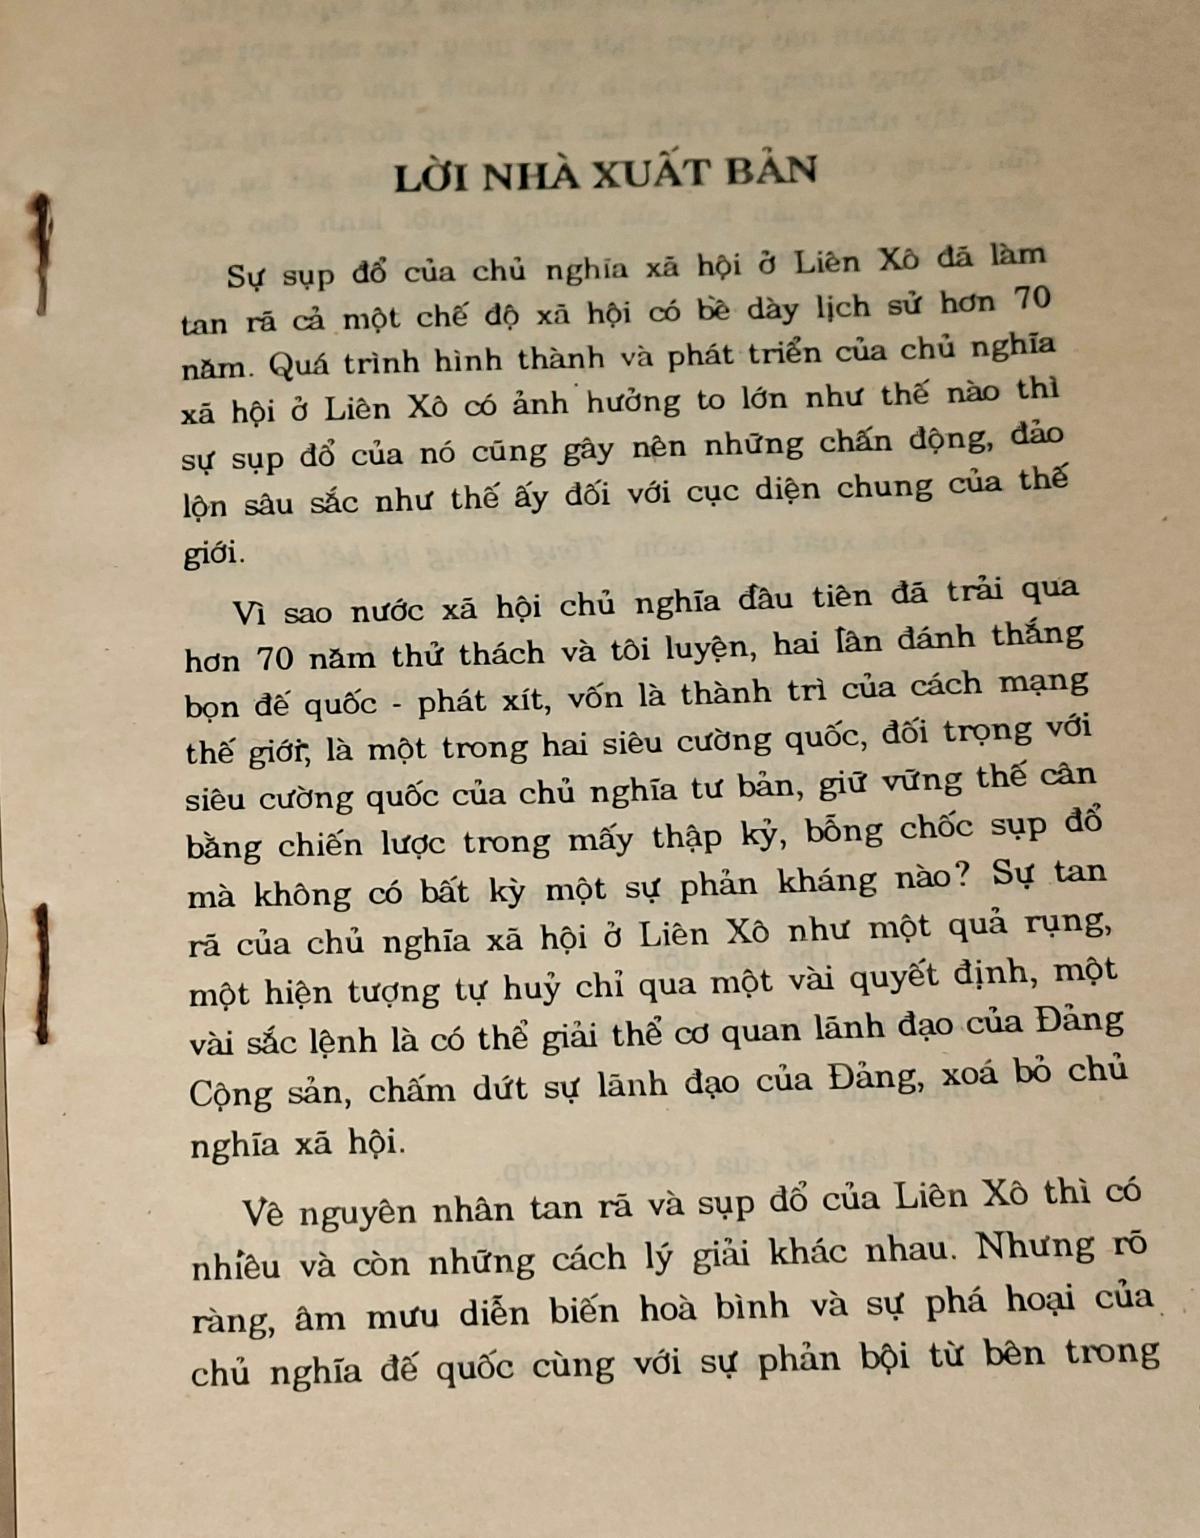 LỜI NHÀ XUẤT BẢN
Sự sụp đổ của chủ nghĩa xã hội ở Liên Xô đã làm
tan rã cả một chế độ xã hội có bề dày lịch sử hơn 70
năm. Quá trình hình thành và phát triển của chủ nghĩa
xã hội ở Liên Xô có ảnh hưởng to lớn như thế nào thì
sự sụp đổ của nó cũng gây nên những chấn động, đảo
lộn sâu sắc như thế ấy đối với cục diện chung của thế
giới.
Vì sao nước xã hội chủ nghĩa đầu tiên đã trải qua
hơn 70 năm thử thách và tôi luyện, hai lần đánh thắng
bọn đế quốc - phát xít, vốn là thành trì của cách mạng
thế giới, là một trong hai siêu cường quốc, đối trọng với
siêu cường quốc của chủ nghĩa tư bản, giữ vững thế cân
bằng chiến lược trong mấy thập kỷ, bỗng chốc sụp đổ
mà không có bất kỳ một sự phản kháng nào? Sự tan
rã của chủ nghĩa xã hội ở Liên Xô như một quả rụng,
một hiện tượng tự huỷ chỉ qua một vài quyết định, một
vài sắc lệnh là có thể giải thể cơ quan lãnh đạo của Đảng
Cộng sản, chấm dứt sự lãnh đạo của Đảng, xoá bỏ chủ
nghĩa xã hội.
Về nguyên nhân tan rã và sụp đổ của Liên Xô thì có
nhiều và còn những cách lý giải khác nhau. Nhưng rõ
ràng, âm mưu diễn biến hoà bình và sự phá hoại của
chủ nghĩa đế quốc cùng với sự phản bội từ bên trong